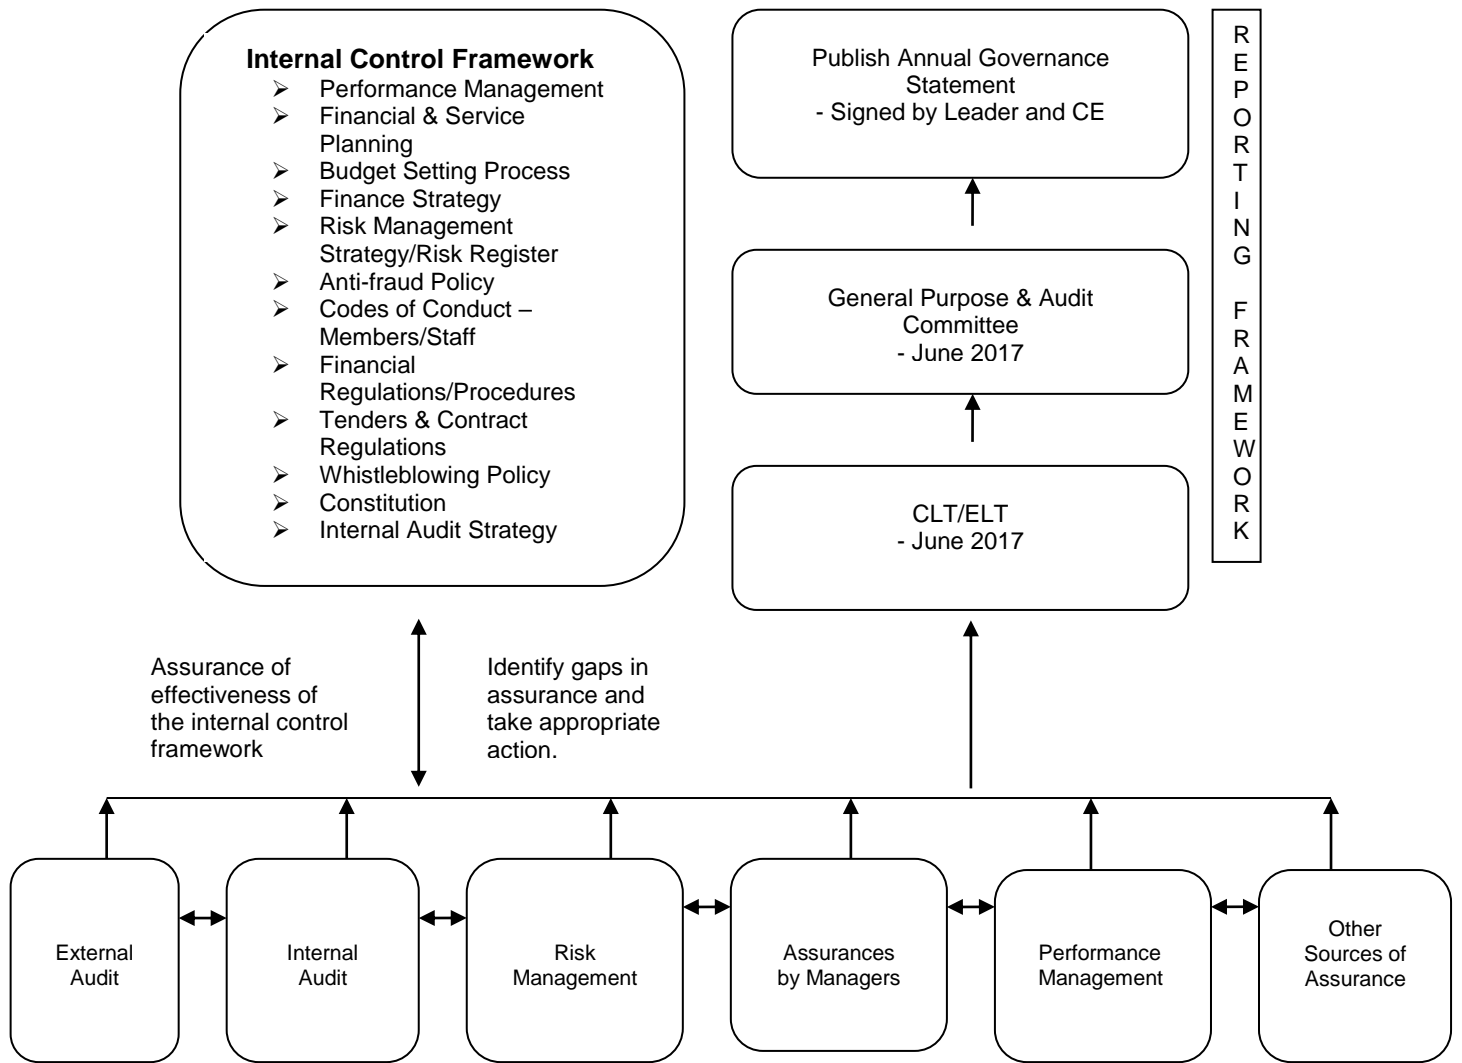 Internal Control Framework
➢ Performance Management
➢ Financial & Service
Planning
➢ Budget Setting Process
➢ Finance Strategy
➢ Risk Management
Strategy/Risk Register
➢ Anti-fraud Policy
➢ Codes of Conduct –
Members/Staff
➢ Financial
Regulations/Procedures
➢ Tenders & Contract
Regulations
➢ Whistleblowing Policy
➢ Constitution
➢ Internal Audit Strategy
Publish Annual Governance
Statement
- Signed by Leader and CE
General Purpose & Audit
Committee
- June 2017
CLT/ELT
- June 2017
R
E
P
O
R
T
I
N
G
F
R
A
M
E
W
O
R
K
Assurance of
effectiveness of
the internal control
framework
Identify gaps in
assurance and
take appropriate
action.
External
Audit
Internal
Audit
Risk
Management
Assurances
by Managers
Performance
Management
Other
Sources of
Assurance